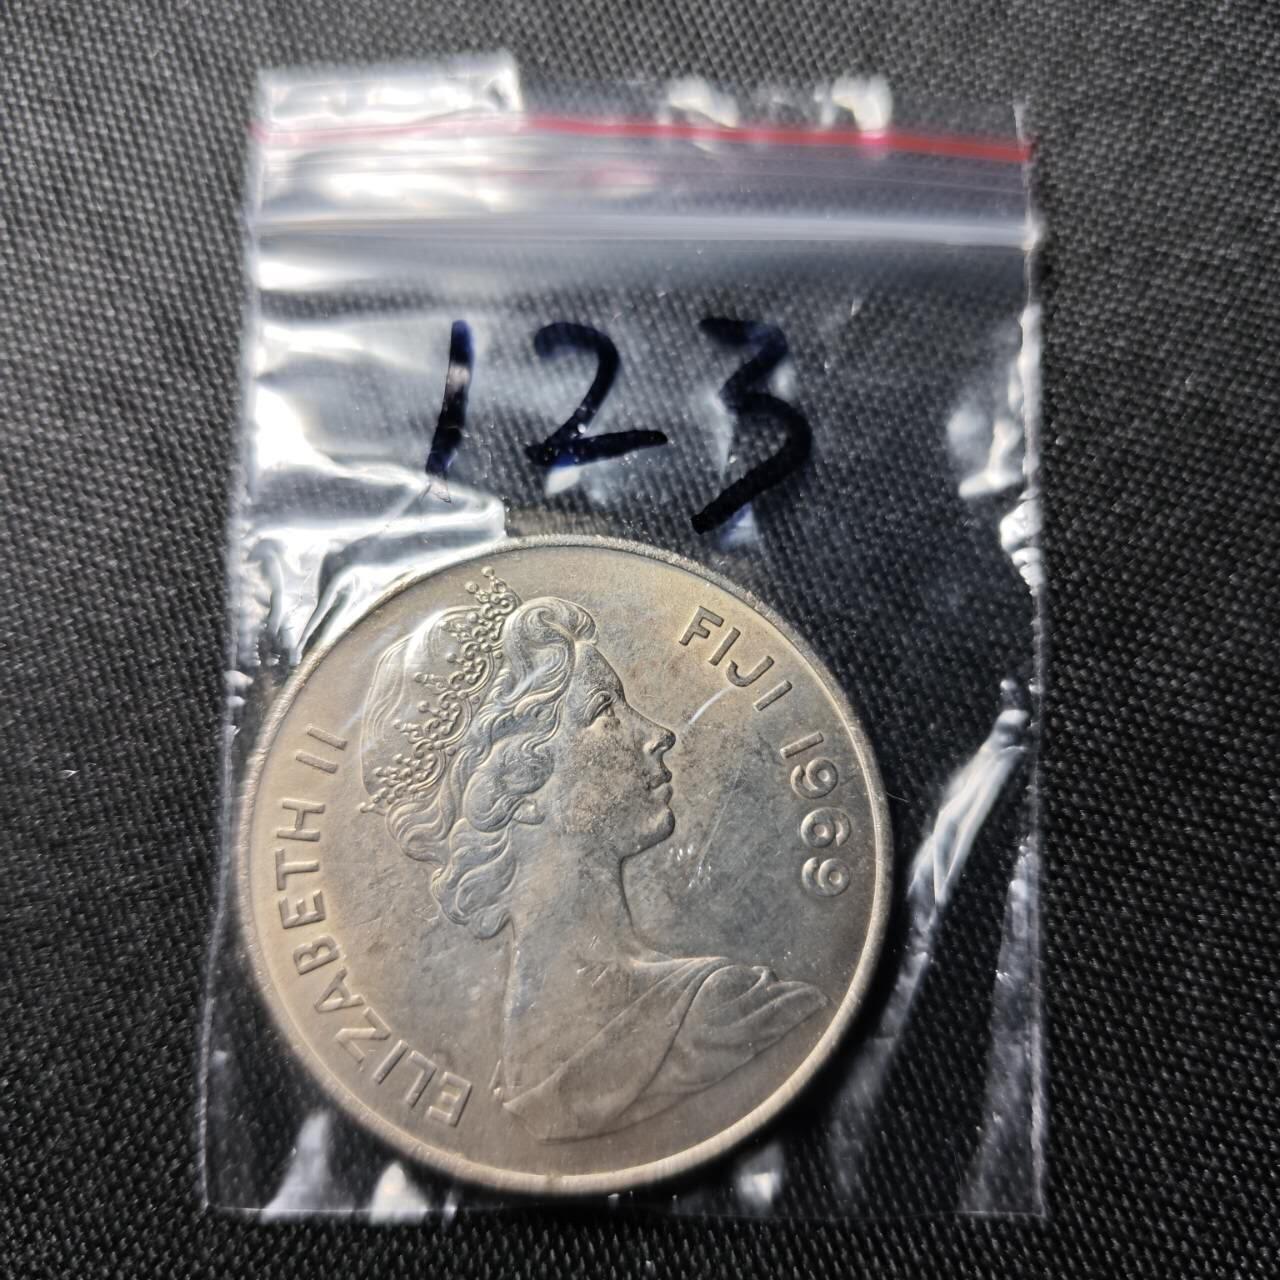 123
ELIZABETH II
FIJI 1969